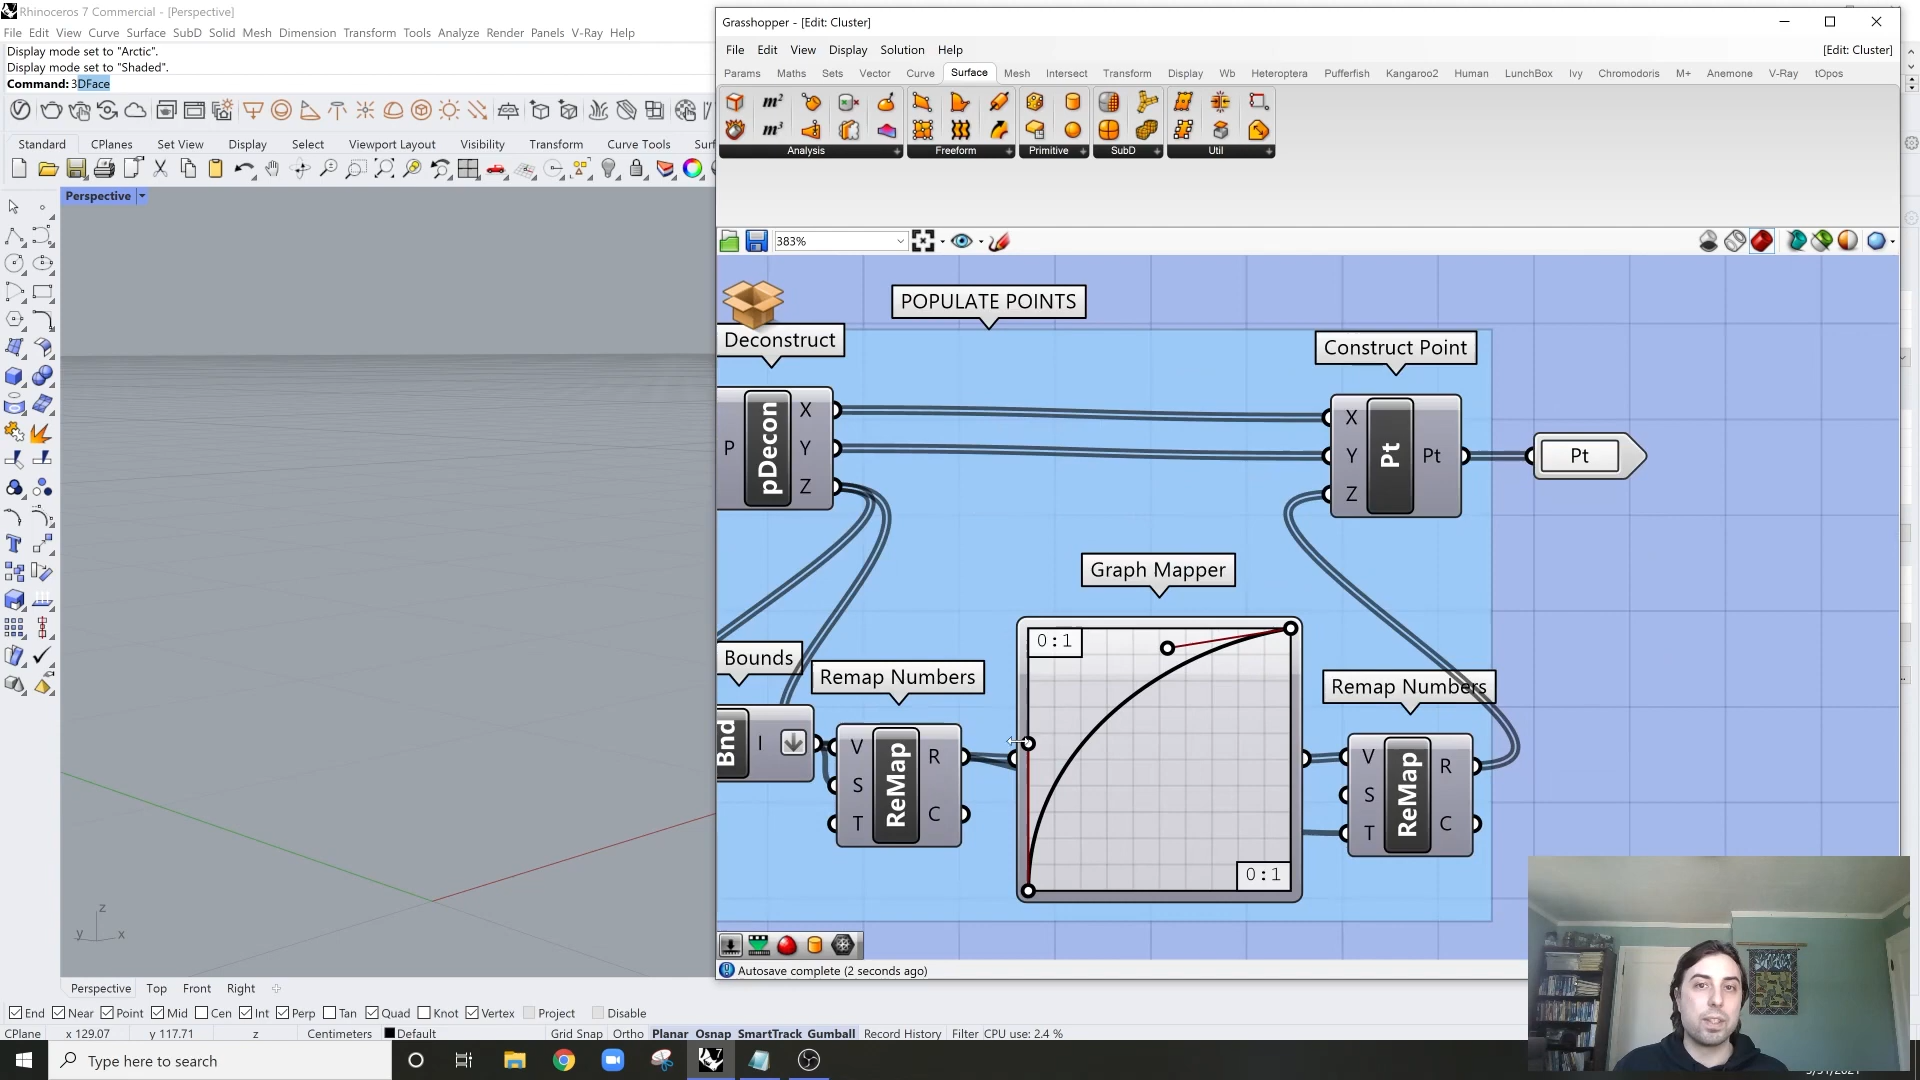 Rhinoceros 7 Commercial - [Perspective]
File Edit View Curve Surface SubD Solid Mesh Dimension Transform Tools Analyze Render Panels V-Ray Help
Display mode set to "Arctic".
Display mode set to "Shaded".
Command: 3DFace
Standard CPlanes Set View Display Select Viewport Layout Visibility Transform Curve Tools Surf
Perspective
z
y x
Perspective Top Front Right
End Near Point Mid Cen Int Perp Tan Quad Knot Vertex Project Disable
CPlane x 129.07 y 117.71 z Centimeters Default Grid Snap Ortho Planar Osnap SmartTrack Gumball Record History Filter CPU use: 2.4 %
Type here to search
Grasshopper - [Edit: Cluster]
File Edit View Display Solution Help [Edit: Cluster]
Params Maths Sets Vector Curve Surface Mesh Intersect Transform Display Wb Heteroptera Pufferfish Kangaroo2 Human LunchBox Ivy Chromodoris M+ Anemone V-Ray tOpos
m²
m³
Analysis Freeform Primitive SubD Util
383%
POPULATE POINTS
Deconstruct
Construct Point
P pDecon X Y Z
X Y Z Pt Pt
Pt
Graph Mapper
Bounds
Remap Numbers
Remap Numbers
0:1
Bnd I
V S T ReMap R C
V S T ReMap R C
0:1
Autosave complete (2 seconds ago)